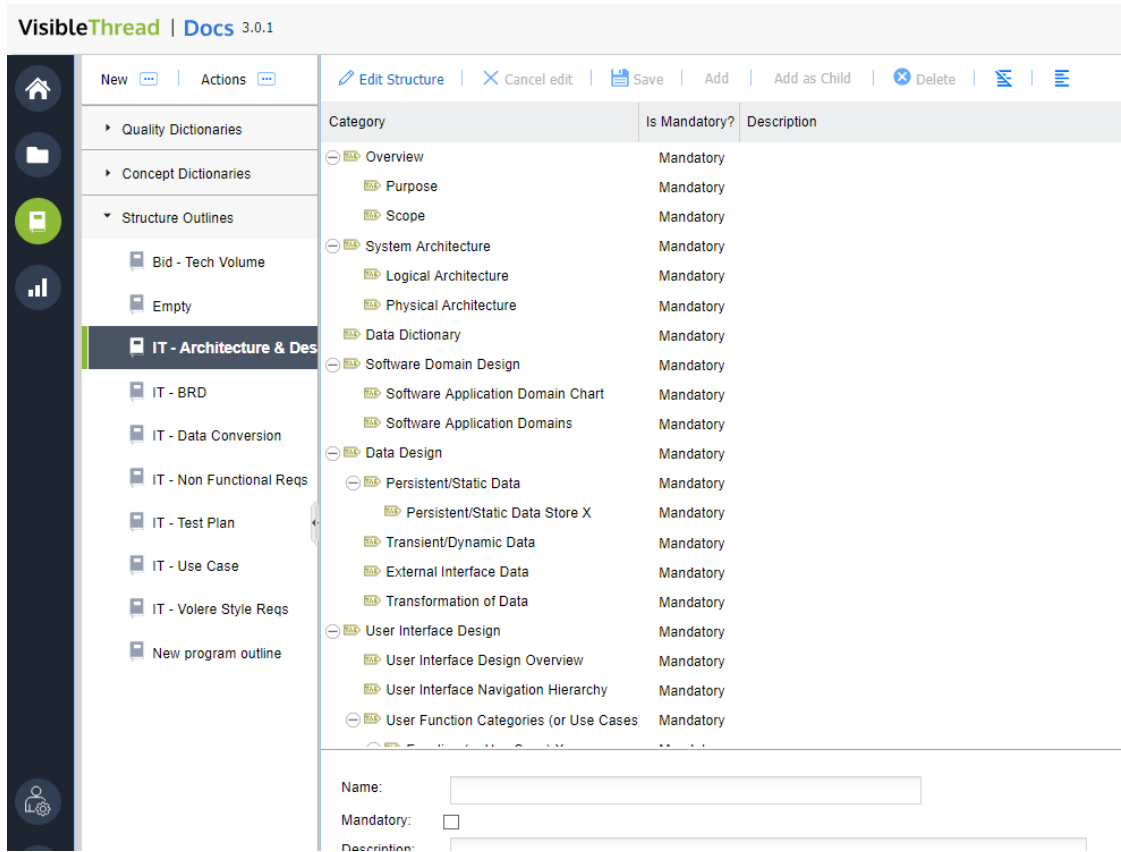 VisibleThread | Docs 3.0.1
New Actions
Edit Structure Cancel edit Save Add Add as Child Delete
Quality Dictionaries
Concept Dictionaries
Structure Outlines
Bid - Tech Volume
Empty
IT - Architecture & Des
IT - BRD
IT - Data Conversion
IT - Non Functional Reqs
IT - Test Plan
IT - Use Case
IT - Volere Style Reqs
New program outline
Category Is Mandatory? Description
Overview Mandatory
Purpose Mandatory
Scope Mandatory
System Architecture Mandatory
Logical Architecture Mandatory
Physical Architecture Mandatory
Data Dictionary Mandatory
Software Domain Design Mandatory
Software Application Domain Chart Mandatory
Software Application Domains Mandatory
Data Design Mandatory
Persistent/Static Data Mandatory
Persistent/Static Data Store X Mandatory
Transient/Dynamic Data Mandatory
External Interface Data Mandatory
Transformation of Data Mandatory
User Interface Design Mandatory
User Interface Design Overview Mandatory
User Interface Navigation Hierarchy Mandatory
User Function Categories (or Use Cases Mandatory
Name:
Mandatory:
Description: